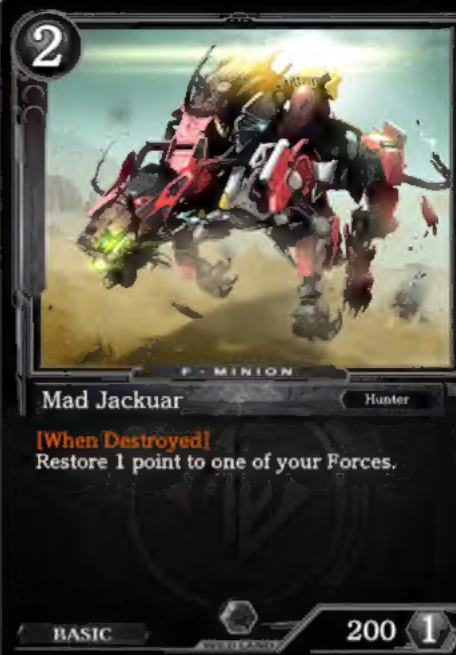 2
F - MINION
Mad Jackuar
Hunter
[When Destroyed]
Restore 1 point to one of your Forces.
BASIC
200 1